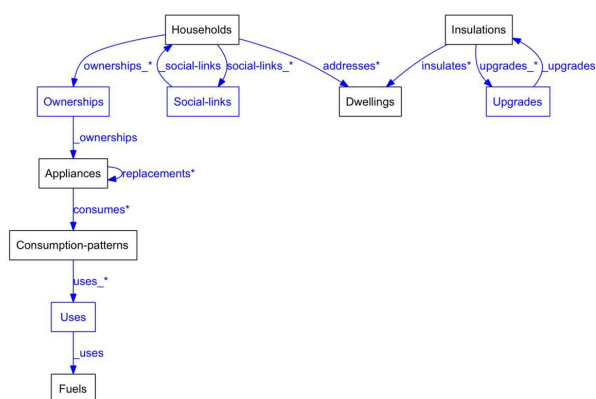 Households
Insulations
ownerships_*
_social-links
social-links_*
addresses*
insulates*
upgrades_*
_upgrades
Ownerships
Social-links
Dwellings
Upgrades
_ownerships
Appliances
replacements*
consumes*
Consumption-patterns
uses_*
Uses
_uses
Fuels